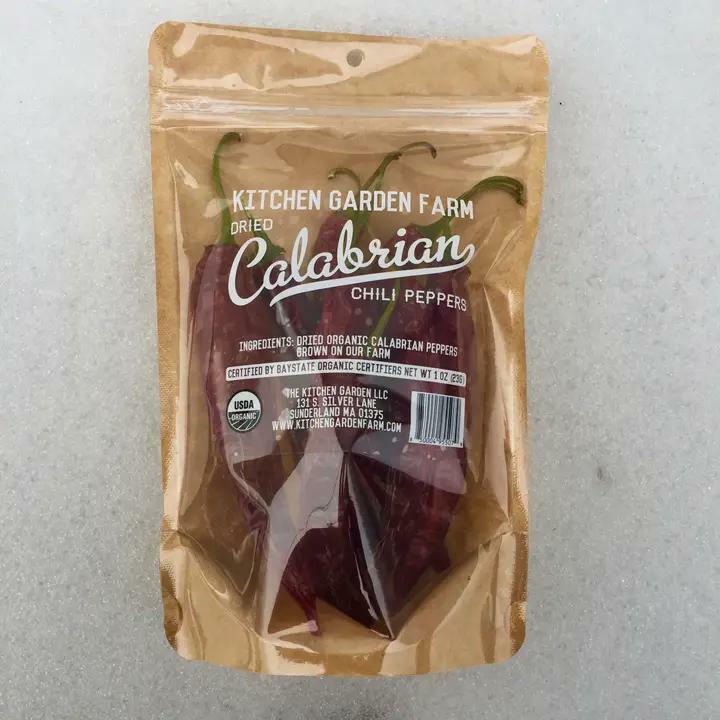 KITCHEN GARDEN FARM
DRIED
Calabrian
CHILI PEPPERS
INGREDIENTS: DRIED ORGANIC CALABRIAN PEPPERS
GROWN ON OUR FARM
CERTIFIED BY BAYSTATE ORGANIC CERTIFIERS NET WT 1 OZ (23G)
USDA
ORGANIC
THE KITCHEN GARDEN LLC
131 S. SILVER LANE
SUNDERLAND MA 01375
WWW.KITCHENGARDENFARM.COM